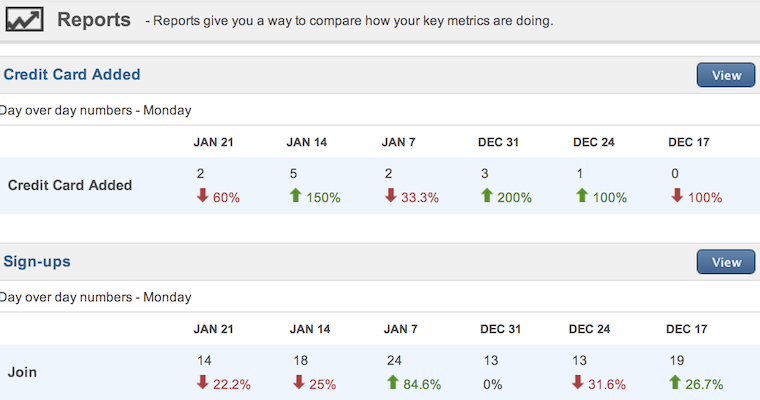 Reports - Reports give you a way to compare how your key metrics are doing.
Credit Card Added View
Day over day numbers - Monday
JAN 21 JAN 14 JAN 7 DEC 31 DEC 24 DEC 17
Credit Card Added
2 5 2 3 1 0
60% 150% 33.3% 200% 100% 100%
Sign-ups View
Day over day numbers - Monday
JAN 21 JAN 14 JAN 7 DEC 31 DEC 24 DEC 17
Join
14 18 24 13 13 19
22.2% 25% 84.6% 0% 31.6% 26.7%